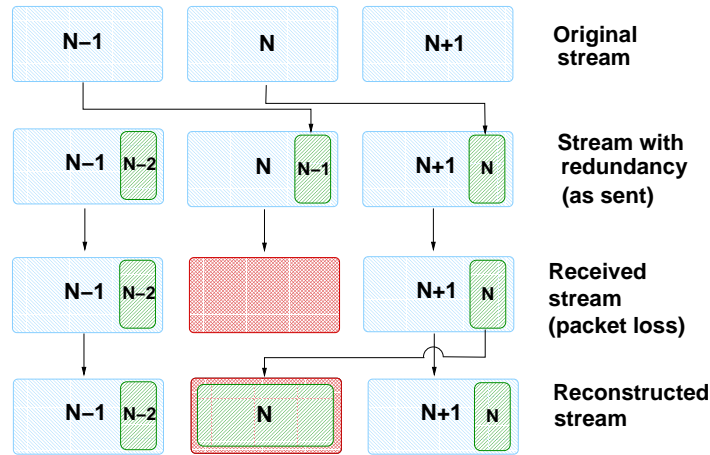 N−1 N N+1 Original
stream
N−1 N−2 N N−1 N+1 N Stream with
redundancy
(as sent)
N−1 N−2 N+1 N Received
stream
(packet loss)
N−1 N−2 N N+1 N Reconstructed
stream